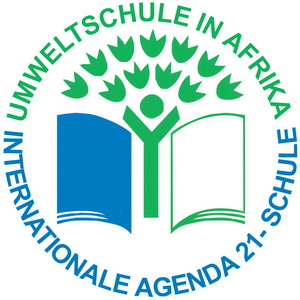 UMWELTSCHULE IN AFRIKA
INTERNATIONALE AGENDA 21- SCHULE